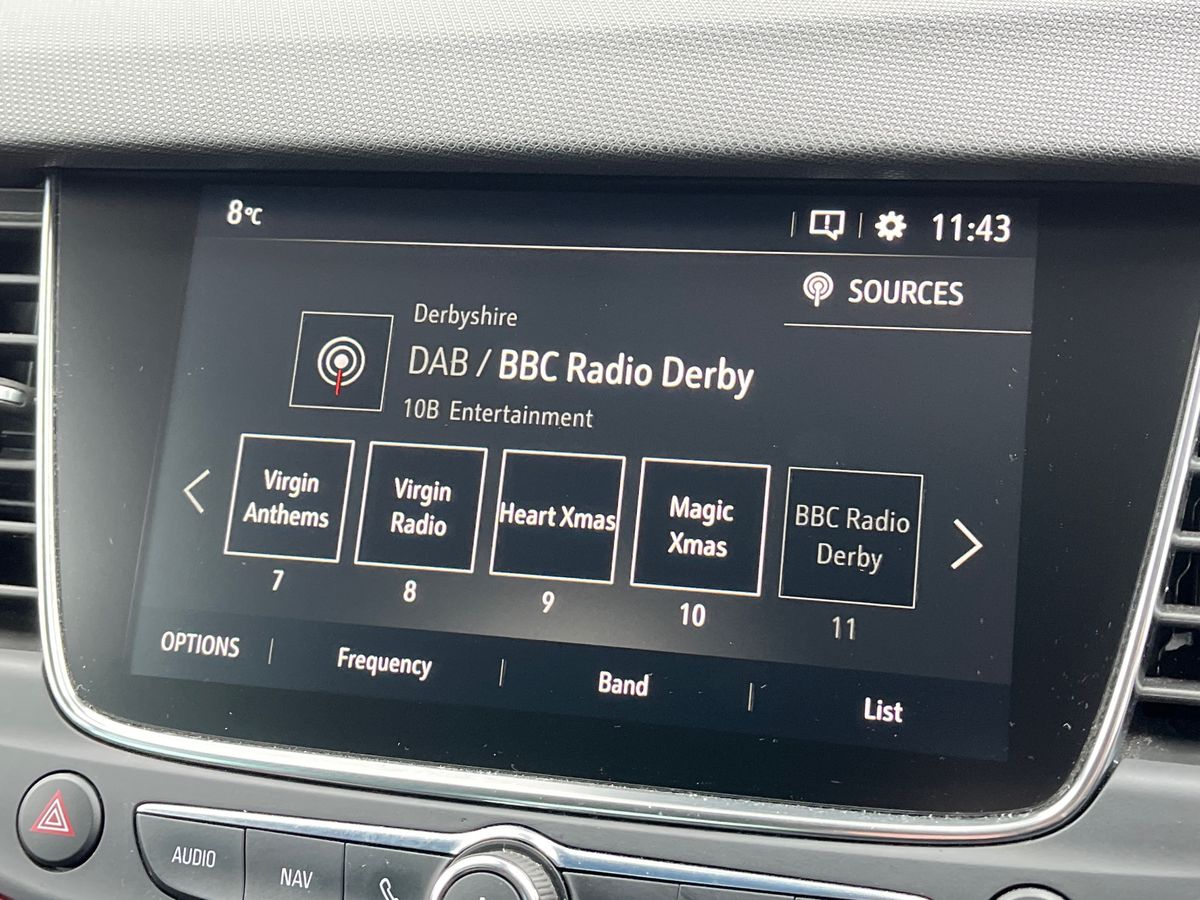 8°C
11:43
SOURCES
Derbyshire
DAB / BBC Radio Derby
10B Entertainment
Virgin
Anthems
Virgin
Radio
Heart Xmas
Magic
Xmas
BBC Radio
Derby
7
8
9
10
11
OPTIONS
Frequency
Band
List
AUDIO
NAV